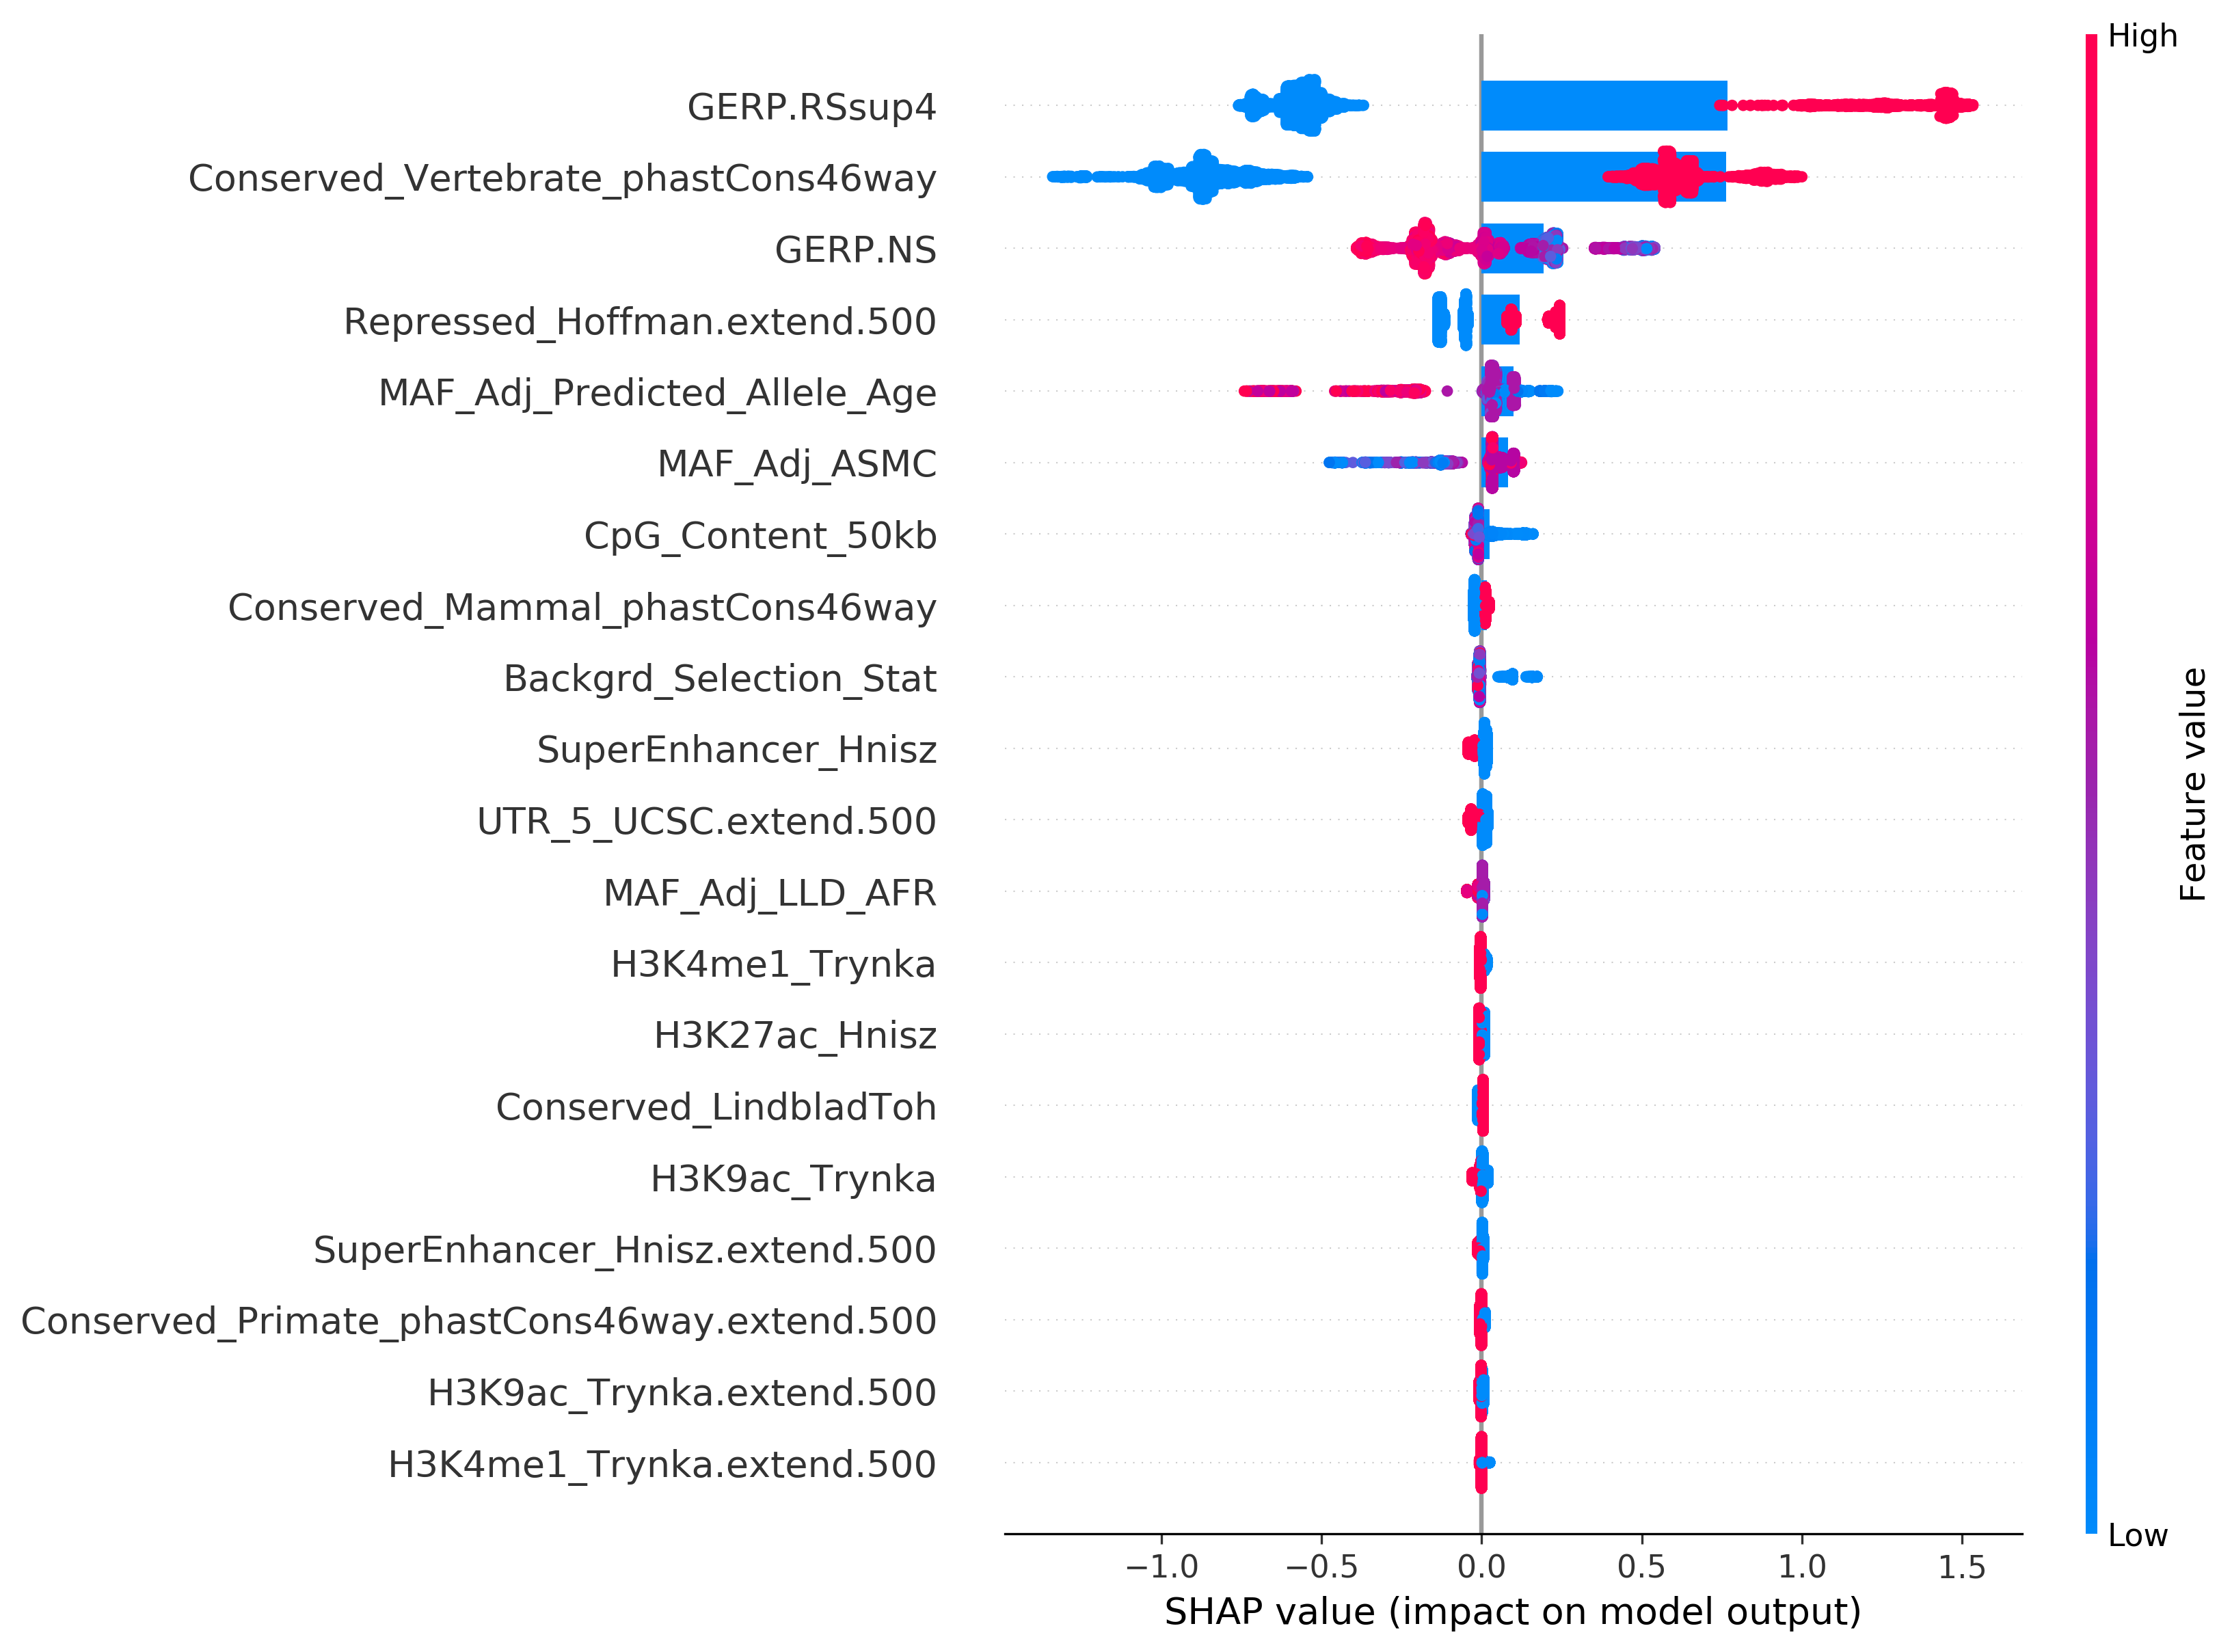 High
GERP.RSsup4
Conserved_Vertebrate_phastCons46way
GERP.NS
Repressed_Hoffman.extend.500
MAF_Adj_Predicted_Allele_Age
MAF_Adj_ASMC
CpG_Content_50kb
Conserved_Mammal_phastCons46way
Backgrd_Selection_Stat
SuperEnhancer_Hnisz
UTR_5_UCSC.extend.500
MAF_Adj_LLD_AFR
H3K4me1_Trynka
H3K27ac_Hnisz
Conserved_LindbladToh
H3K9ac_Trynka
SuperEnhancer_Hnisz.extend.500
Conserved_Primate_phastCons46way.extend.500
H3K9ac_Trynka.extend.500
H3K4me1_Trynka.extend.500
Feature value
Low
−1.0 −0.5 0.0 0.5 1.0 1.5
SHAP value (impact on model output)